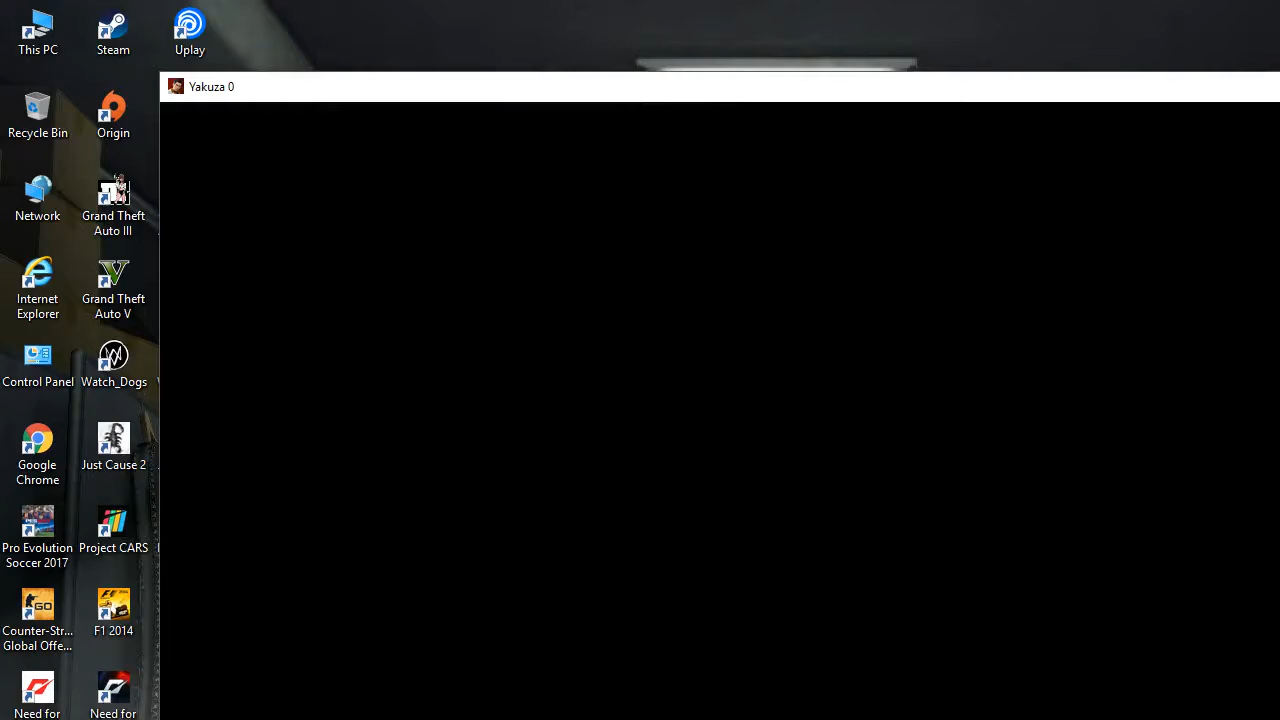 This PC
Steam
Uplay
Yakuza 0
Recycle Bin
Origin
Network
Grand Theft
Auto III
Internet
Explorer
Grand Theft
Auto V
Control Panel
Watch_Dogs
Google
Chrome
Just Cause 2
Pro Evolution
Soccer 2017
Project CARS
Counter-Str...
Global Offe...
F1 2014
Need for
Need for